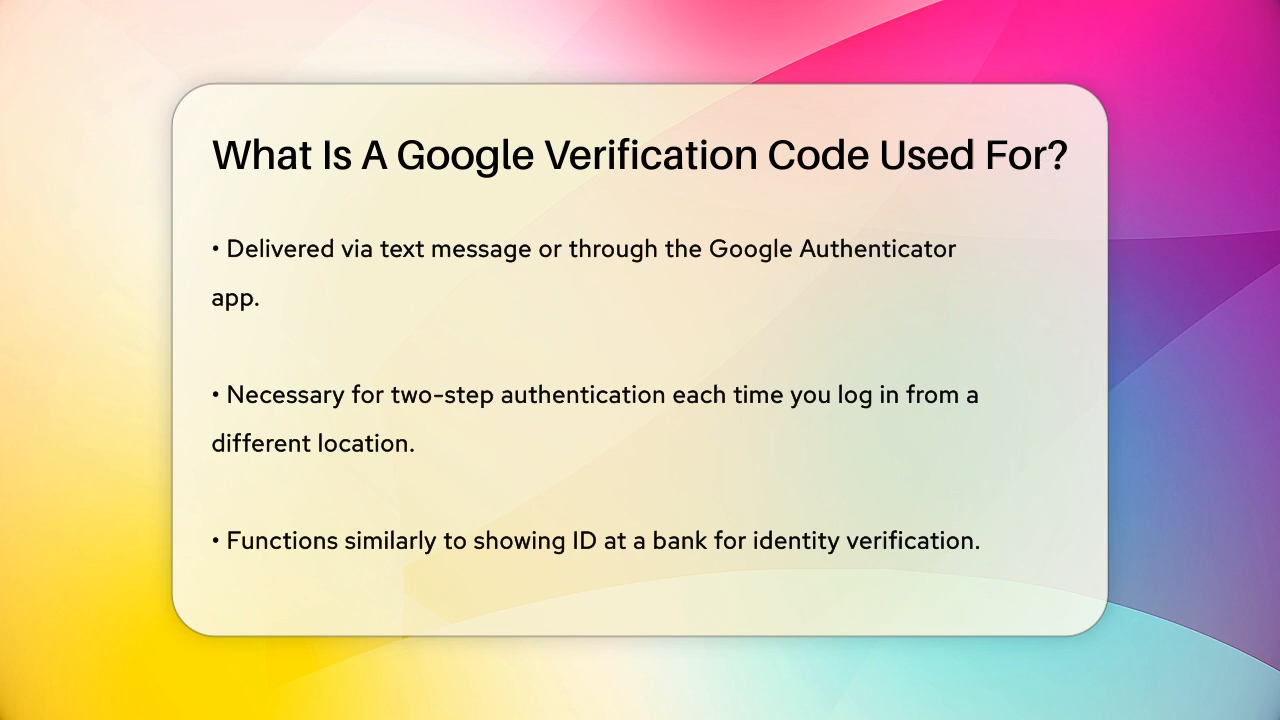 What Is A Google Verification Code Used For?
• Delivered via text message or through the Google Authenticator
app.
• Necessary for two-step authentication each time you log in from a
different location.
• Functions similarly to showing ID at a bank for identity verification.